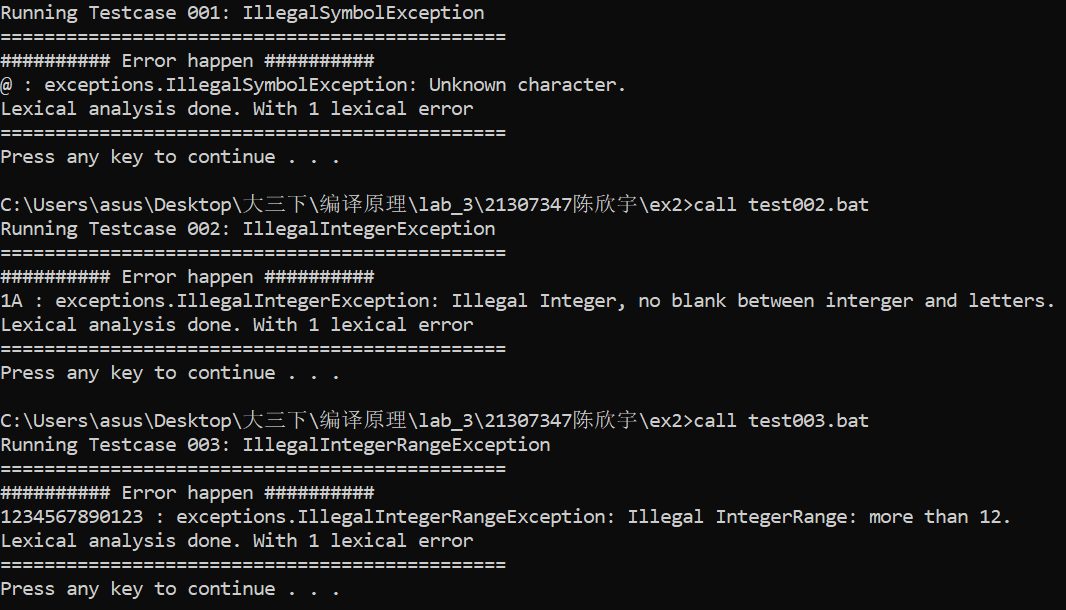 Running Testcase 001: IllegalSymbolException
==============================================
########## Error happen ##########
@ : exceptions.IllegalSymbolException: Unknown character.
Lexical analysis done. With 1 lexical error
==============================================
Press any key to continue . . .
C:\Users\asus\Desktop\大三下\编译原理\lab_3\21307347陈欣宇\ex2>call test002.bat
Running Testcase 002: IllegalIntegerException
==============================================
########## Error happen ##########
1A : exceptions.IllegalIntegerException: Illegal Integer, no blank between interger and letters.
Lexical analysis done. With 1 lexical error
==============================================
Press any key to continue . . .
C:\Users\asus\Desktop\大三下\编译原理\lab_3\21307347陈欣宇\ex2>call test003.bat
Running Testcase 003: IllegalIntegerRangeException
==============================================
########## Error happen ##########
1234567890123 : exceptions.IllegalIntegerRangeException: Illegal IntegerRange: more than 12.
Lexical analysis done. With 1 lexical error
==============================================
Press any key to continue . . .